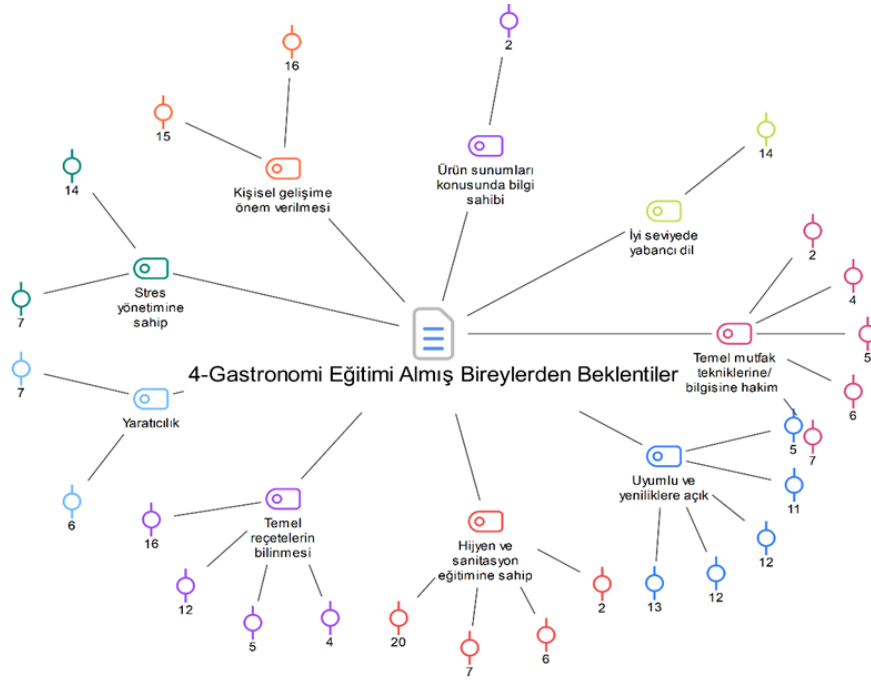 2
16
15
14
14
Kişisel gelişime
önem verilmesi
Ürün sunumları
konusunda bilgi
sahibi
İyi seviyede
yabancı dil
2
4
5
6
7
Stres
yönetimine
sahip
7
Temel mutfak
tekniklerine/
bilgisine hakim
4-Gastronomi Eğitimi Almış Bireylerden Beklentiler
7
Yaratıcılık
6
Uyumlu ve
yeniliklere açık
5
11
12
12
13
Temel
reçetelerin
bilinmesi
16
12
5
4
Hijyen ve
sanitasyon
eğitimine sahip
20
7
6
2